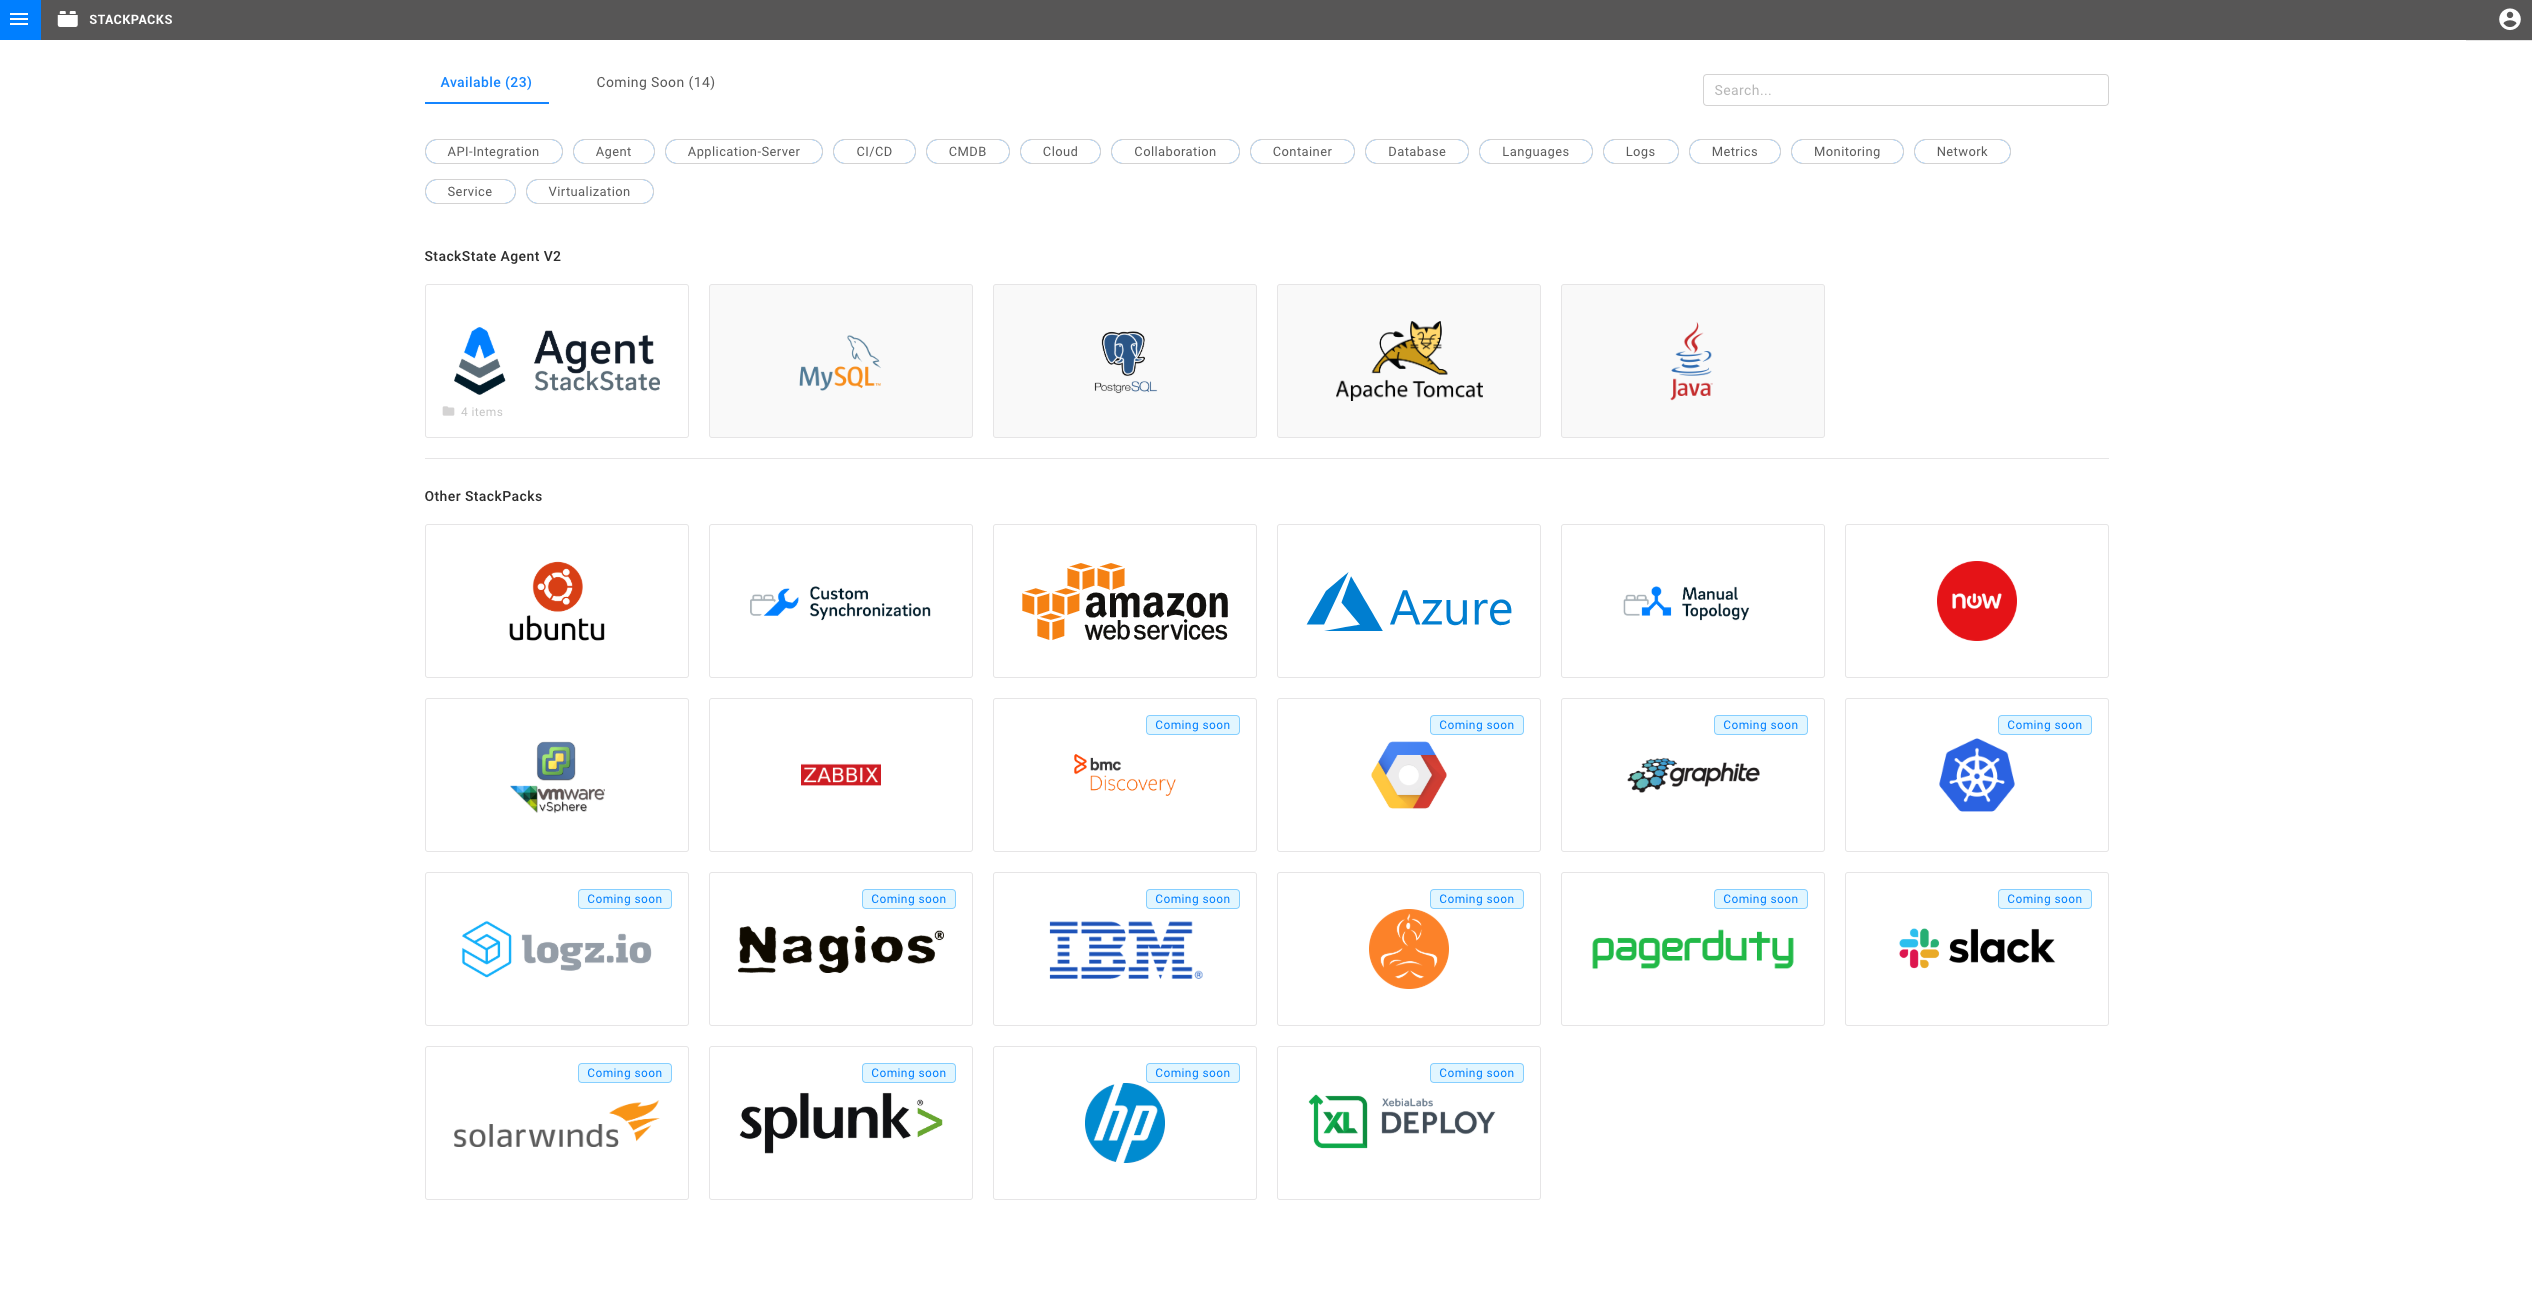 STACKPACKS
Available (23)
Coming Soon (14)
Search...
API-Integration
Agent
Application-Server
CI/CD
CMDB
Cloud
Collaboration
Container
Database
Languages
Logs
Metrics
Monitoring
Network
Service
Virtualization
StackState Agent V2
Agent
StackState
4 items
MySQL™
PostgreSQL
Apache Tomcat
Java
Other StackPacks
ubuntu
Custom
Synchronization
amazon
web services
Azure
Manual
Topology
now
vmware
vSphere
ZABBIX
Coming soon
bmc
Discovery
Coming soon
Coming soon
graphite
Coming soon
Coming soon
logz.io
Coming soon
Nagios®
Coming soon
IBM®
Coming soon
Coming soon
pagerduty
Coming soon
slack
Coming soon
solarwinds
Coming soon
splunk®>
Coming soon
hp
Coming soon
XL
XebiaLabs
DEPLOY